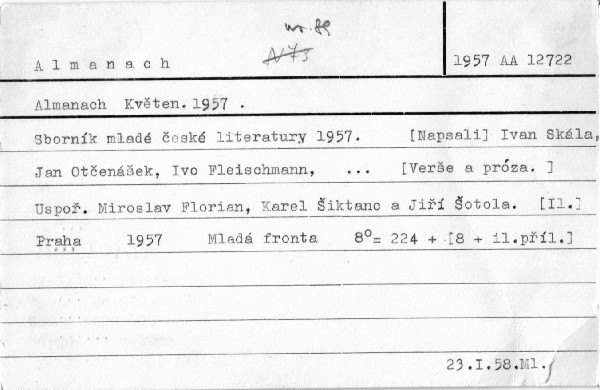 A l m a n a c h
N 73
1957 AA 12722
Almanach Květen. 1957 .
Sborník mladé české literatury 1957. [Napsali] Ivan Skála,
Jan Otčenášek, Ivo Fleischmann, ... [Verše a próza. ]
Uspoř. Miroslav Florian, Karel Šiktanc a Jiří Šotola. [Il.]
Praha 1957 Mladá fronta 8°= 224 + [8 + il.příl.]
23.I.58.Ml.